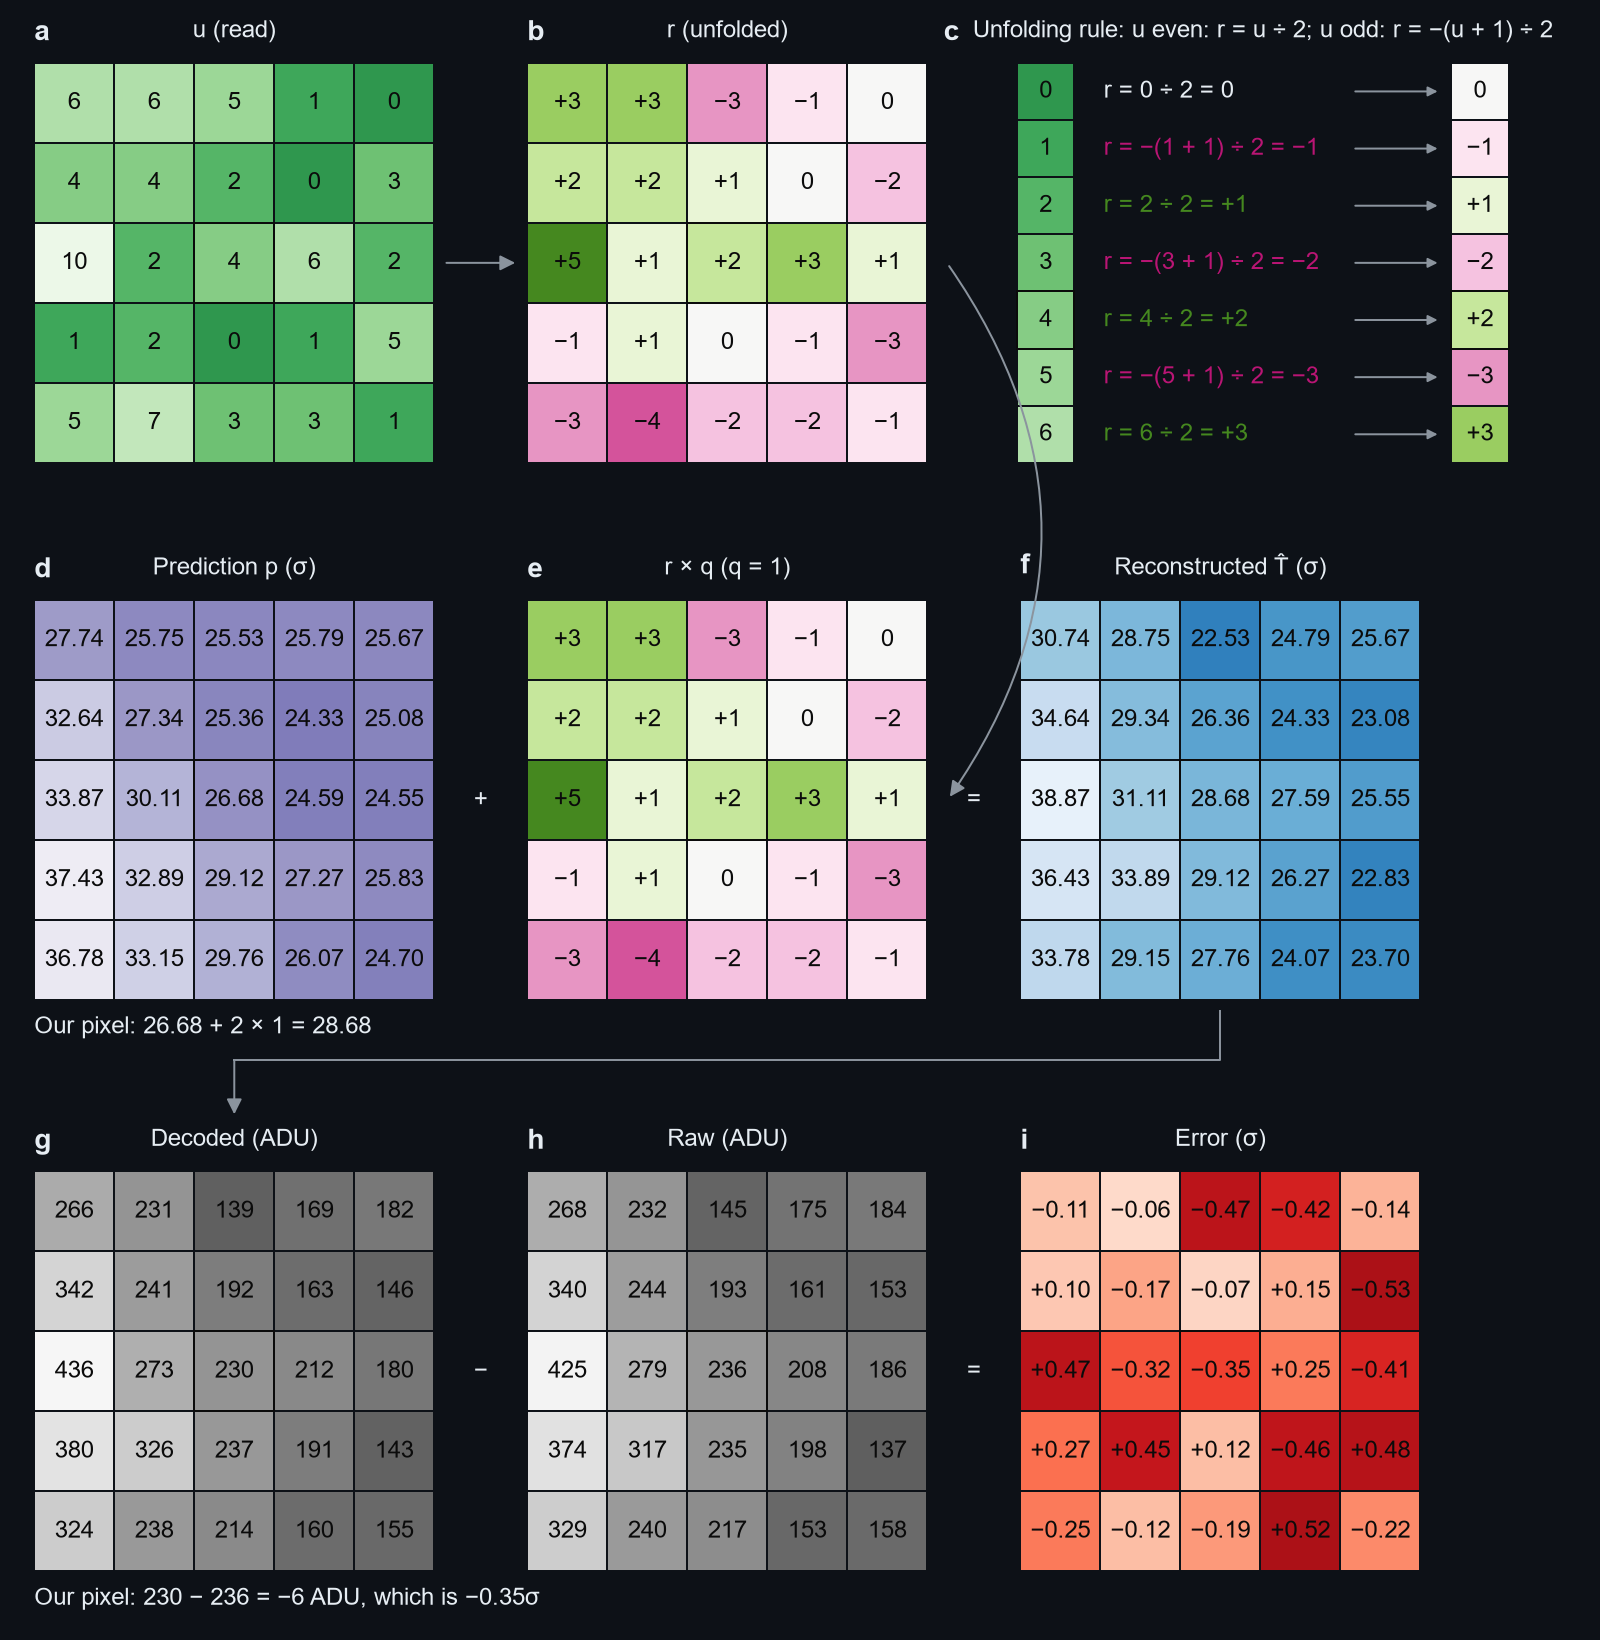 a u (read)
6 6 5 1 0
4 4 2 0 3
10 2 4 6 2
1 2 0 1 5
5 7 3 3 1
b r (unfolded)
+3 +3 −3 −1 0
+2 +2 +1 0 −2
+5 +1 +2 +3 +1
−1 +1 0 −1 −3
−3 −4 −2 −2 −1
c Unfolding rule: u even: r = u ÷ 2; u odd: r = −(u + 1) ÷ 2
0 r = 0 ÷ 2 = 0 0
1 r = −(1 + 1) ÷ 2 = −1 −1
2 r = 2 ÷ 2 = +1 +1
3 r = −(3 + 1) ÷ 2 = −2 −2
4 r = 4 ÷ 2 = +2 +2
5 r = −(5 + 1) ÷ 2 = −3 −3
6 r = 6 ÷ 2 = +3 +3
d Prediction p (σ)
27.74 25.75 25.53 25.79 25.67
32.64 27.34 25.36 24.33 25.08
33.87 30.11 26.68 24.59 24.55
37.43 32.89 29.12 27.27 25.83
36.78 33.15 29.76 26.07 24.70
Our pixel: 26.68 + 2 × 1 = 28.68
+
e r × q (q = 1)
+3 +3 −3 −1 0
+2 +2 +1 0 −2
+5 +1 +2 +3 +1
−1 +1 0 −1 −3
−3 −4 −2 −2 −1
=
f Reconstructed T̂ (σ)
30.74 28.75 22.53 24.79 25.67
34.64 29.34 26.36 24.33 23.08
38.87 31.11 28.68 27.59 25.55
36.43 33.89 29.12 26.27 22.83
33.78 29.15 27.76 24.07 23.70
g Decoded (ADU)
266 231 139 169 182
342 241 192 163 146
436 273 230 212 180
380 326 237 191 143
324 238 214 160 155
Our pixel: 230 − 236 = −6 ADU, which is −0.35σ
−
h Raw (ADU)
268 232 145 175 184
340 244 193 161 153
425 279 236 208 186
374 317 235 198 137
329 240 217 153 158
=
i Error (σ)
−0.11 −0.06 −0.47 −0.42 −0.14
+0.10 −0.17 −0.07 +0.15 −0.53
+0.47 −0.32 −0.35 +0.25 −0.41
+0.27 +0.45 +0.12 −0.46 +0.48
−0.25 −0.12 −0.19 +0.52 −0.22